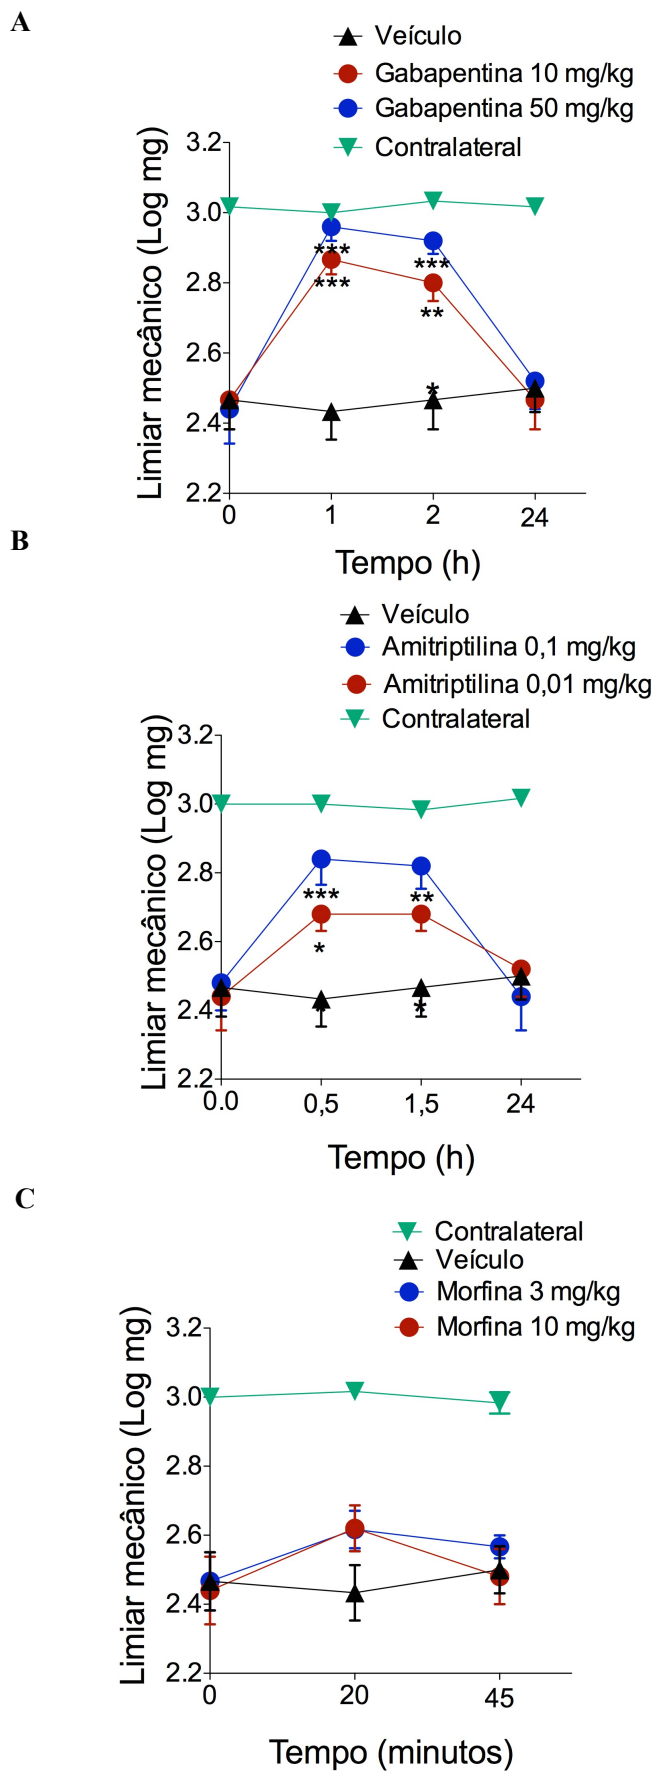 A
Veículo
Gabapentina 10 mg/kg
Gabapentina 50 mg/kg
Contralateral
Limiar mecânico (Log mg)
3.2
3.0
2.8
2.6
2.4
2.2
***
***
***
**
*
0 1 2 24
Tempo (h)
B
Veículo
Amitriptilina 0,1 mg/kg
Amitriptilina 0,01 mg/kg
Contralateral
Limiar mecânico (Log mg)
3.2
3.0
2.8
2.6
2.4
2.2
*** **
*
* *
0.0 0,5 1,5 24
Tempo (h)
C
Contralateral
Veículo
Morfina 3 mg/kg
Morfina 10 mg/kg
Limiar mecânico (Log mg)
3.2
3.0
2.8
2.6
2.4
2.2
0 20 45
Tempo (minutos)